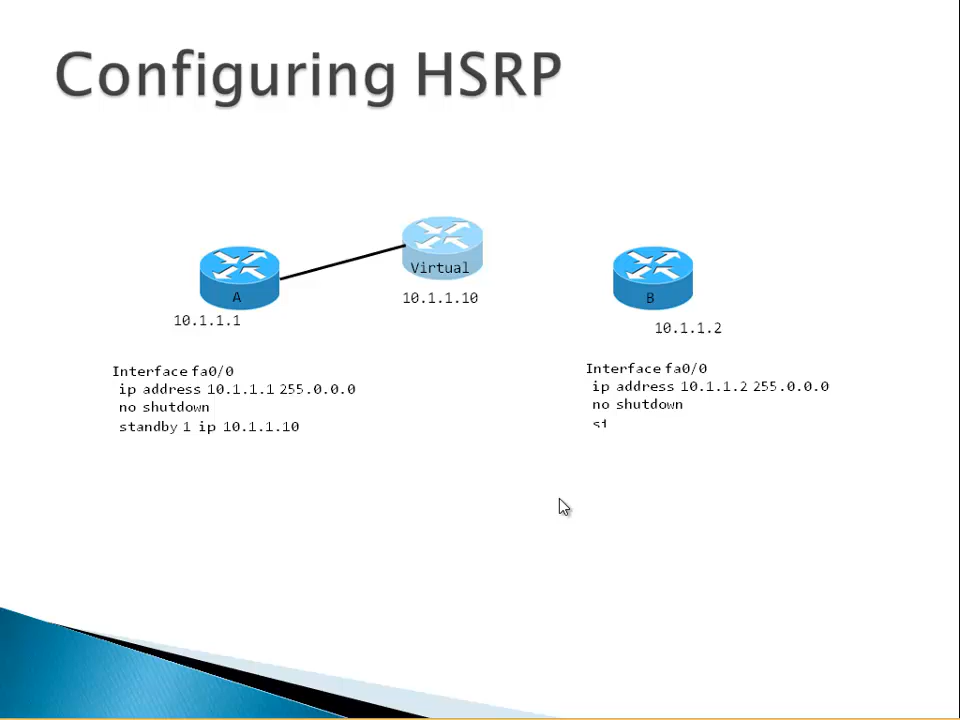 Configuring HSRP
Virtual
A
B
10.1.1.10
10.1.1.1
10.1.1.2
Interface fa0/0
ip address 10.1.1.1 255.0.0.0
no shutdown
standby 1 ip 10.1.1.10
Interface fa0/0
ip address 10.1.1.2 255.0.0.0
no shutdown